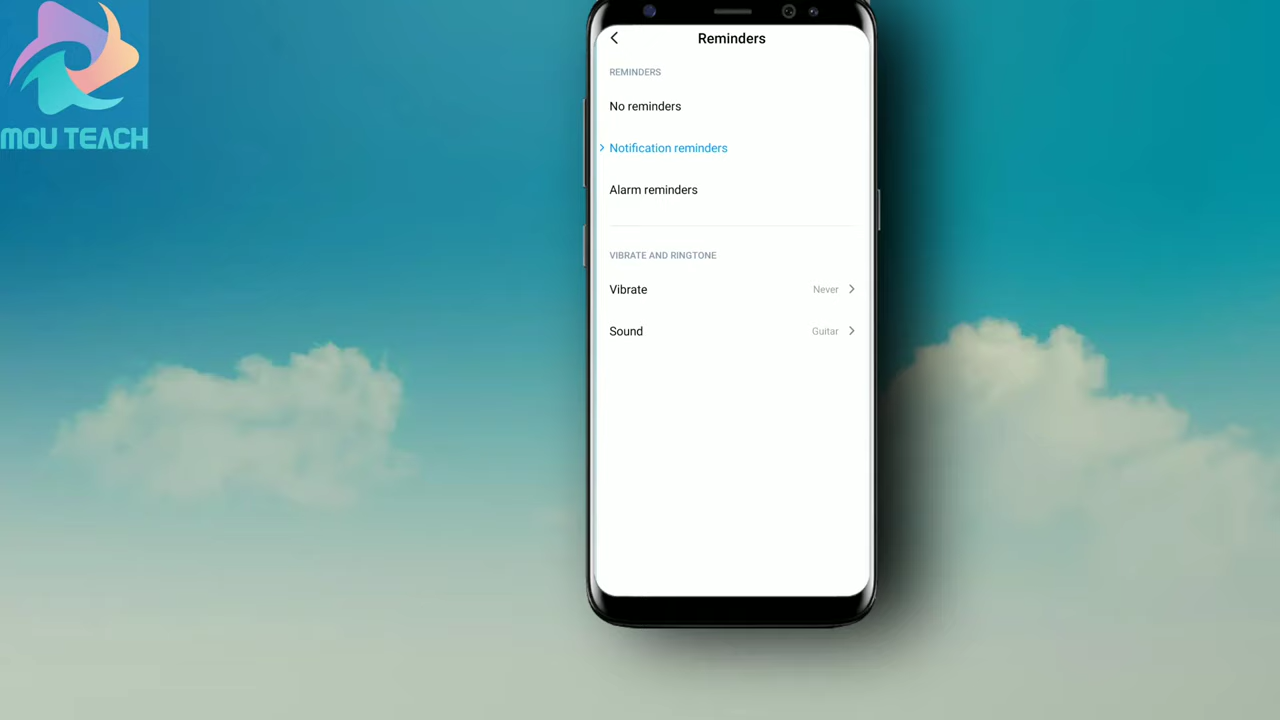 MOU TEACH
Reminders
REMINDERS
No reminders
Notification reminders
Alarm reminders
VIBRATE AND RINGTONE
Vibrate Never
Sound Guitar